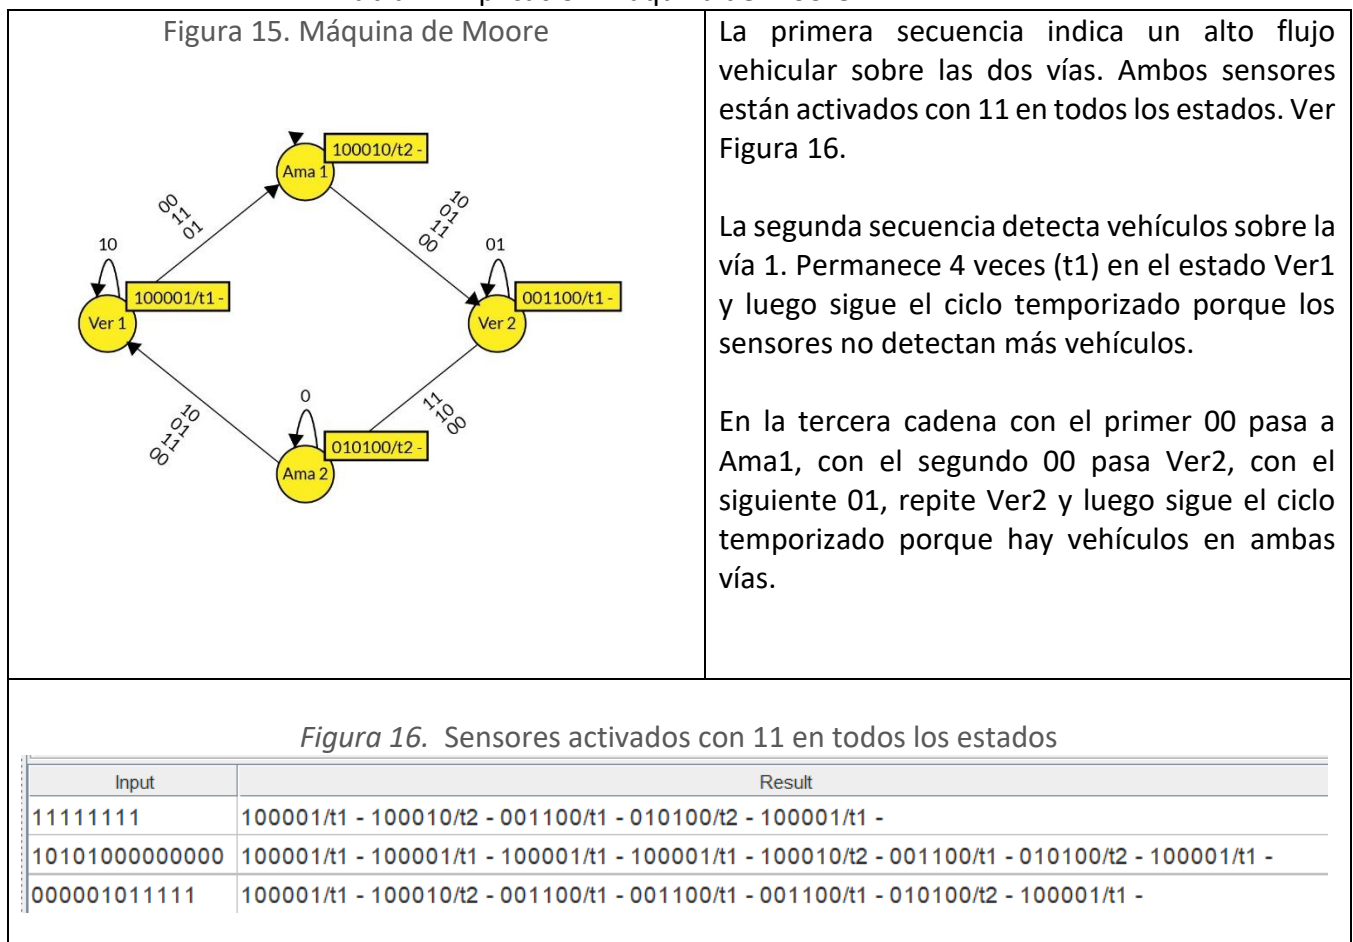 Figura 15. Máquina de Moore
100010/t2 -
Ama 1
00
11
01
10
01
11
00
10
01
100001/t1 -
001100/t1 -
Ver 1
Ver 2
0
10
01
11
00
11
10
00
010100/t2 -
Ama 2
La primera secuencia indica un alto flujo
vehicular sobre las dos vías. Ambos sensores
están activados con 11 en todos los estados. Ver
Figura 16.
La segunda secuencia detecta vehículos sobre la
vía 1. Permanece 4 veces (t1) en el estado Ver1
y luego sigue el ciclo temporizado porque los
sensores no detectan más vehículos.
En la tercera cadena con el primer 00 pasa a
Ama1, con el segundo 00 pasa Ver2, con el
siguiente 01, repite Ver2 y luego sigue el ciclo
temporizado porque hay vehículos en ambas
vías.
Figura 16. Sensores activados con 11 en todos los estados
Input Result
11111111 100001/t1 - 100010/t2 - 001100/t1 - 010100/t2 - 100001/t1 -
10101000000000 100001/t1 - 100001/t1 - 100001/t1 - 100001/t1 - 100010/t2 - 001100/t1 - 010100/t2 - 100001/t1 -
000001011111 100001/t1 - 100010/t2 - 001100/t1 - 001100/t1 - 001100/t1 - 010100/t2 - 100001/t1 -